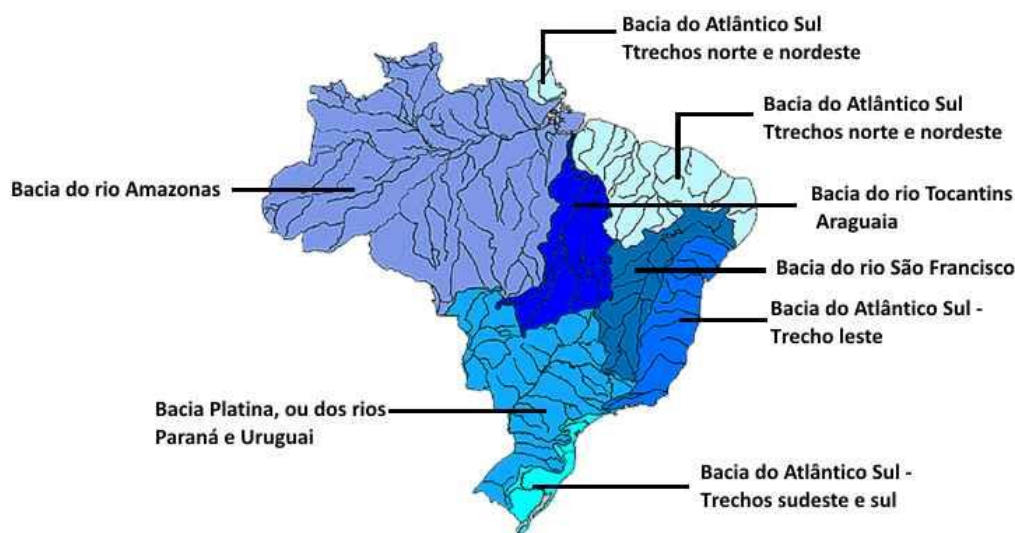 Bacia do Atlântico Sul
Ttrechos norte e nordeste
Bacia do Atlântico Sul
Ttrechos norte e nordeste
Bacia do rio Amazonas
Bacia do rio Tocantins
Araguaia
Bacia do rio São Francisco
Bacia do Atlântico Sul -
Trecho leste
Bacia Platina, ou dos rios
Paraná e Uruguai
Bacia do Atlântico Sul -
Trechos sudeste e sul